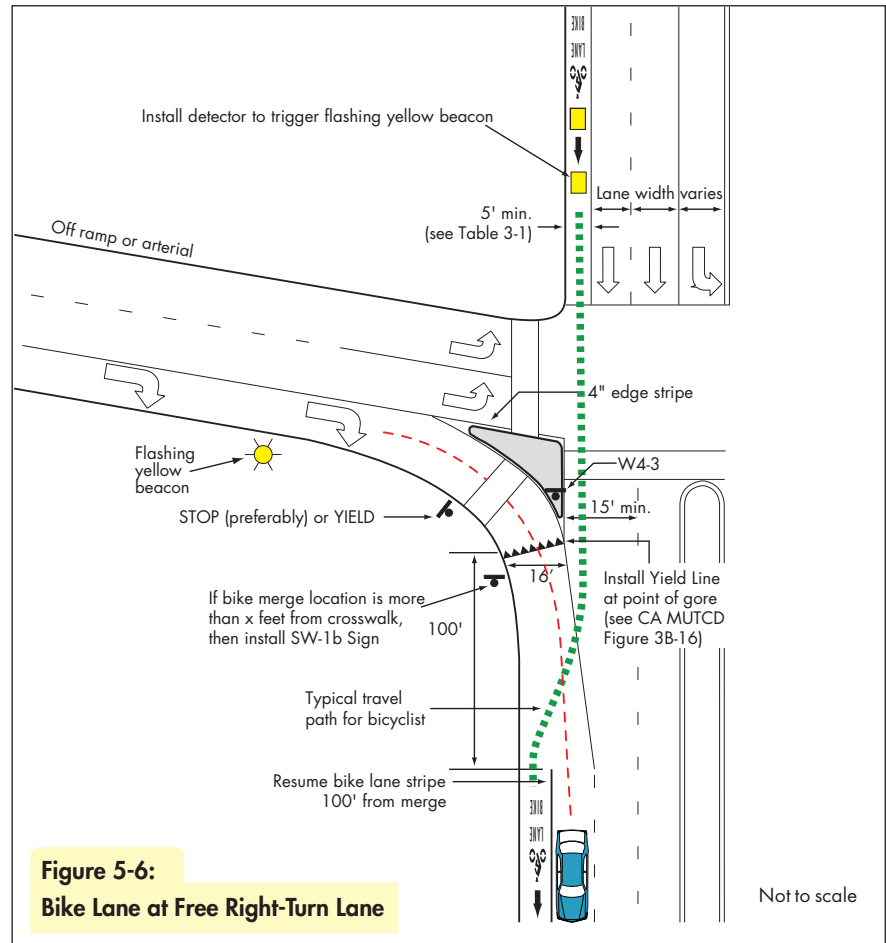 BIKE
LANE
Install detector to trigger flashing yellow beacon
Lane width varies
5' min.
(see Table 3-1)
Off ramp or arterial
4" edge stripe
Flashing
yellow
beacon
W4-3
STOP (preferably) or YIELD
15' min.
16'
Install Yield Line
at point of gore
(see CA MUTCD
Figure 3B-16)
If bike merge location is more
than x feet from crosswalk,
then install SW-1b Sign
100'
Typical travel
path for bicyclist
Resume bike lane stripe
100' from merge
BIKE
LANE
Figure 5-6:
Bike Lane at Free Right-Turn Lane
Not to scale